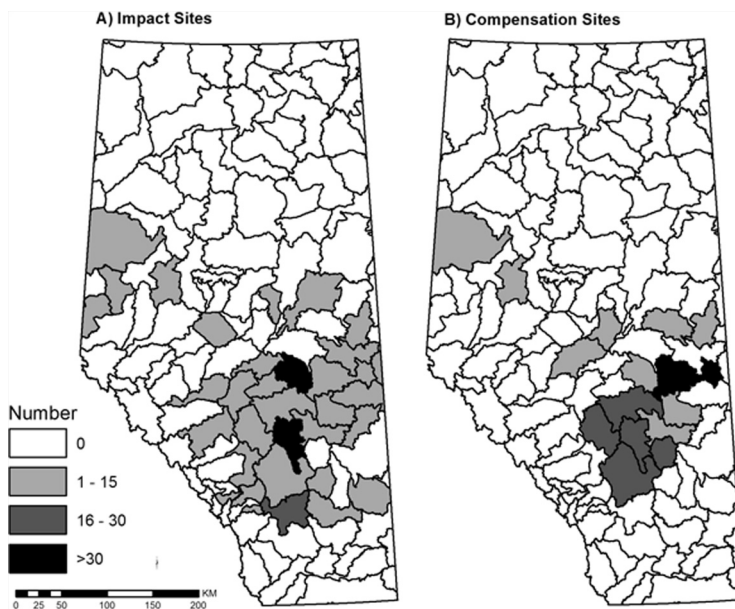 A) Impact Sites
B) Compensation Sites
Number
0
1 - 15
16 - 30
>30
KM
0 25 50 100 150 200